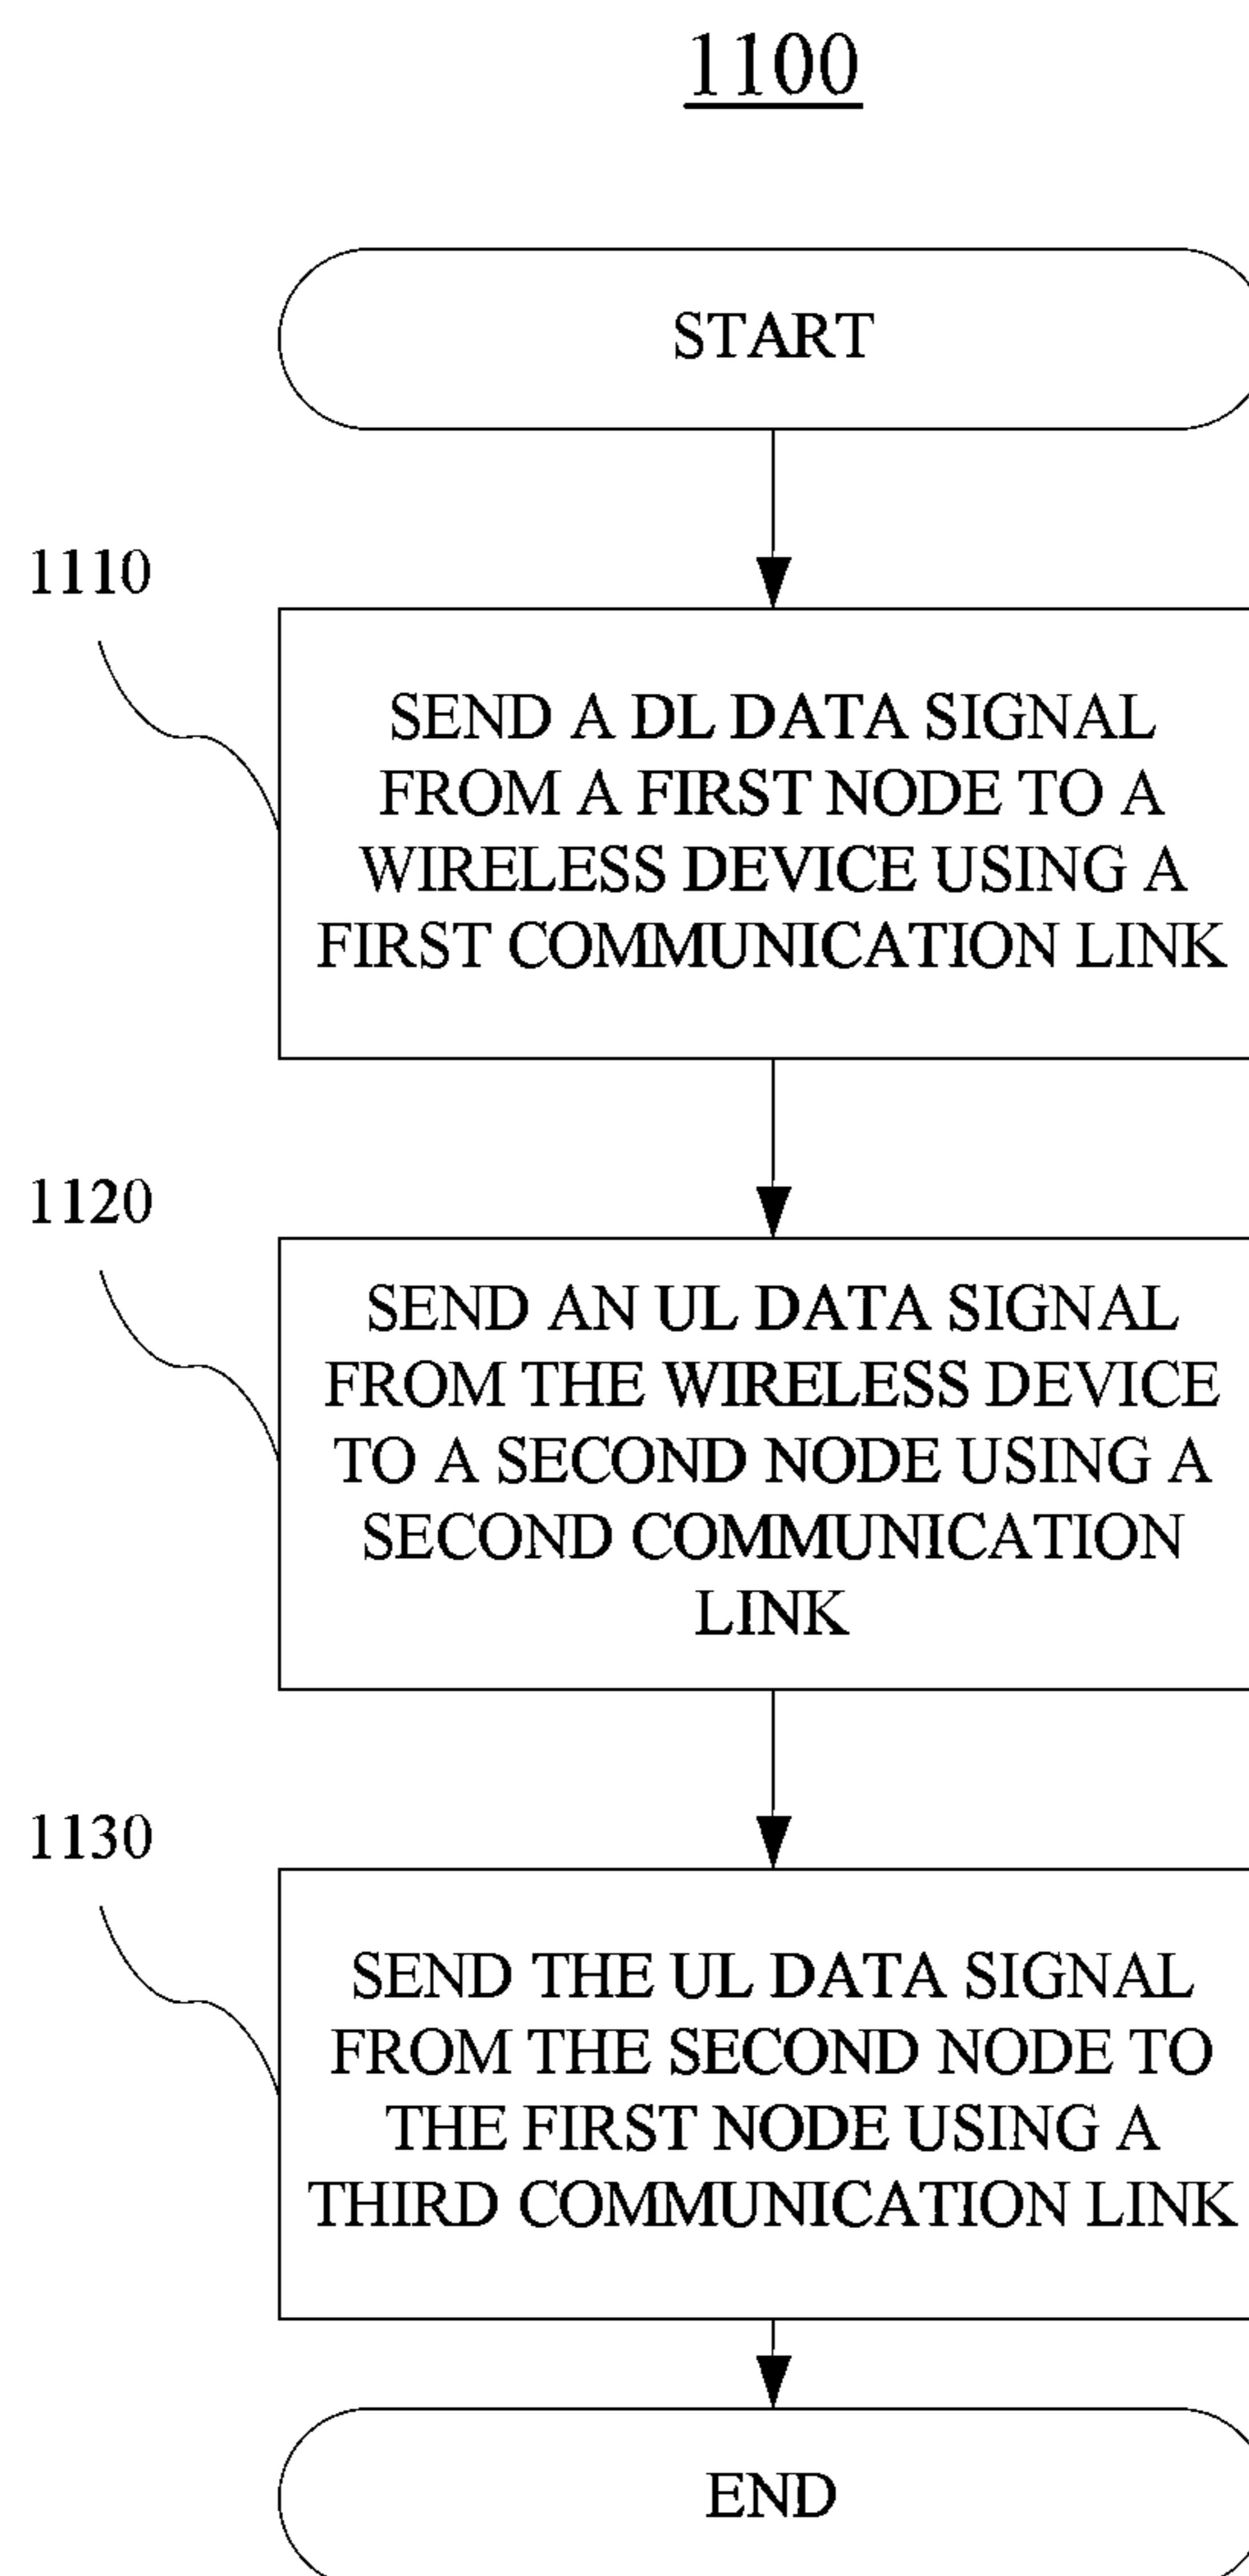 1100
START
1110
SEND A DL DATA SIGNAL
FROM A FIRST NODE TO A
WIRELESS DEVICE USING A
FIRST COMMUNICATION LINK
1120
SEND AN UL DATA SIGNAL
FROM THE WIRELESS DEVICE
TO A SECOND NODE USING A
SECOND COMMUNICATION
LINK
1130
SEND THE UL DATA SIGNAL
FROM THE SECOND NODE TO
THE FIRST NODE USING A
THIRD COMMUNICATION LINK
END